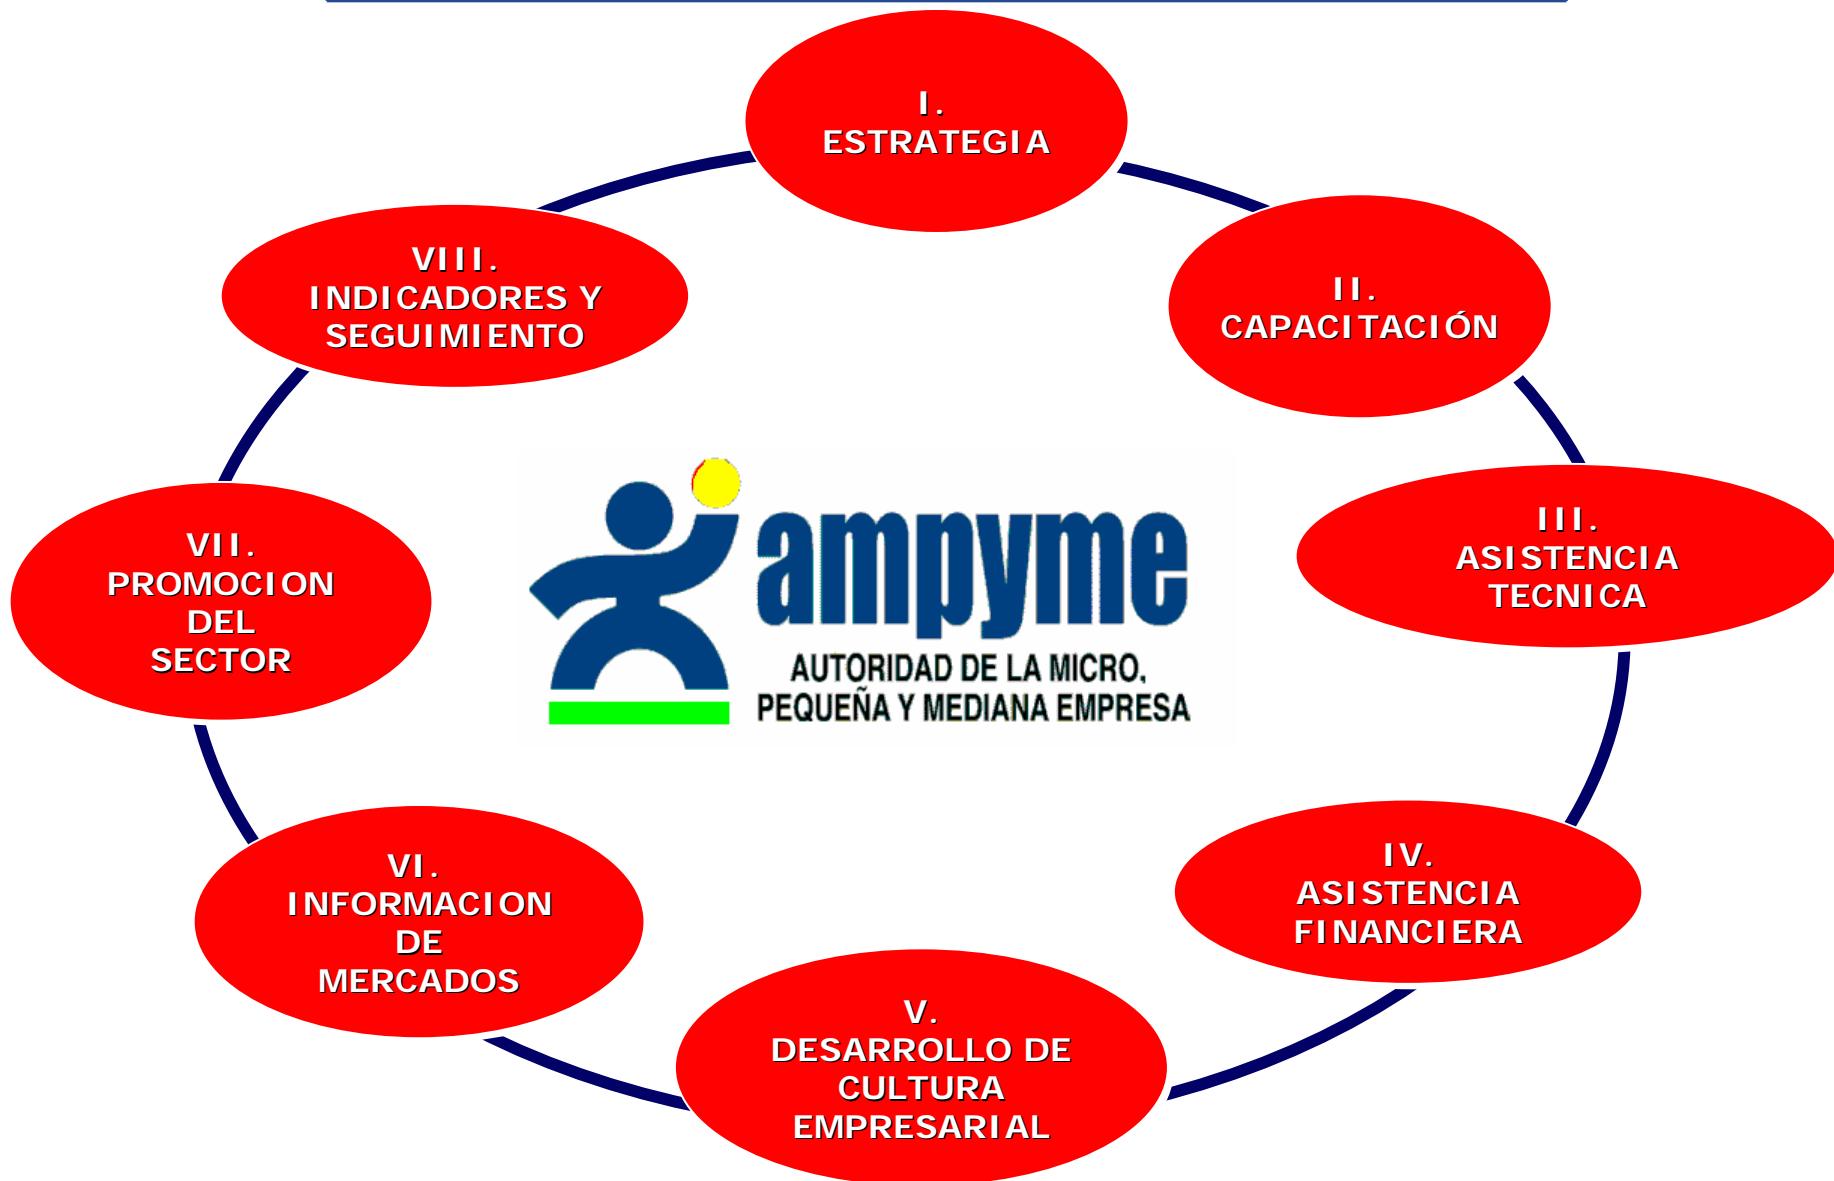 I.
ESTRATEGIA
II.
CAPACITACIÓN
III.
ASISTENCIA
TECNICA
IV.
ASISTENCIA
FINANCIERA
V.
DESARROLLO DE
CULTURA
EMPRESARIAL
VI.
INFORMACION
DE
MERCADOS
VII.
PROMOCION
DEL
SECTOR
VIII.
INDICADORES Y
SEGUIMIENTO
ampyme
AUTORIDAD DE LA MICRO,
PEQUEÑA Y MEDIANA EMPRESA